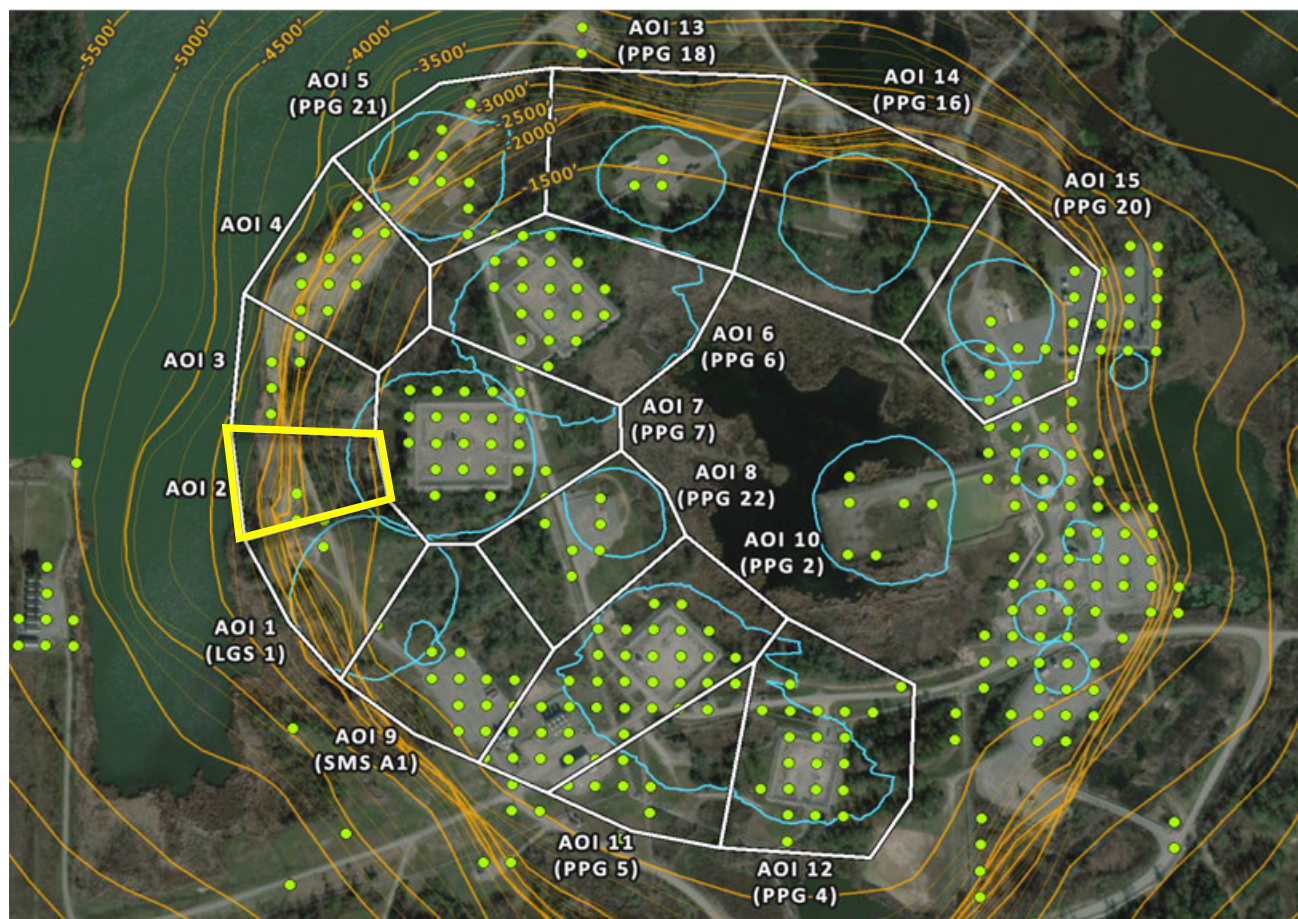 -5500'
-5000'
-4500'
-4000'
-3500'
-3000'
-2500'
-2000'
-1500'
AOI 13
(PPG 18)
AOI 14
(PPG 16)
AOI 5
(PPG 21)
AOI 15
(PPG 20)
AOI 4
AOI 3
AOI 6
(PPG 6)
AOI 7
(PPG 7)
AOI 2
AOI 8
(PPG 22)
AOI 10
(PPG 2)
AOI 1
(LGS 1)
AOI 9
(SMS A1)
AOI 11
(PPG 5)
AOI 12
(PPG 4)